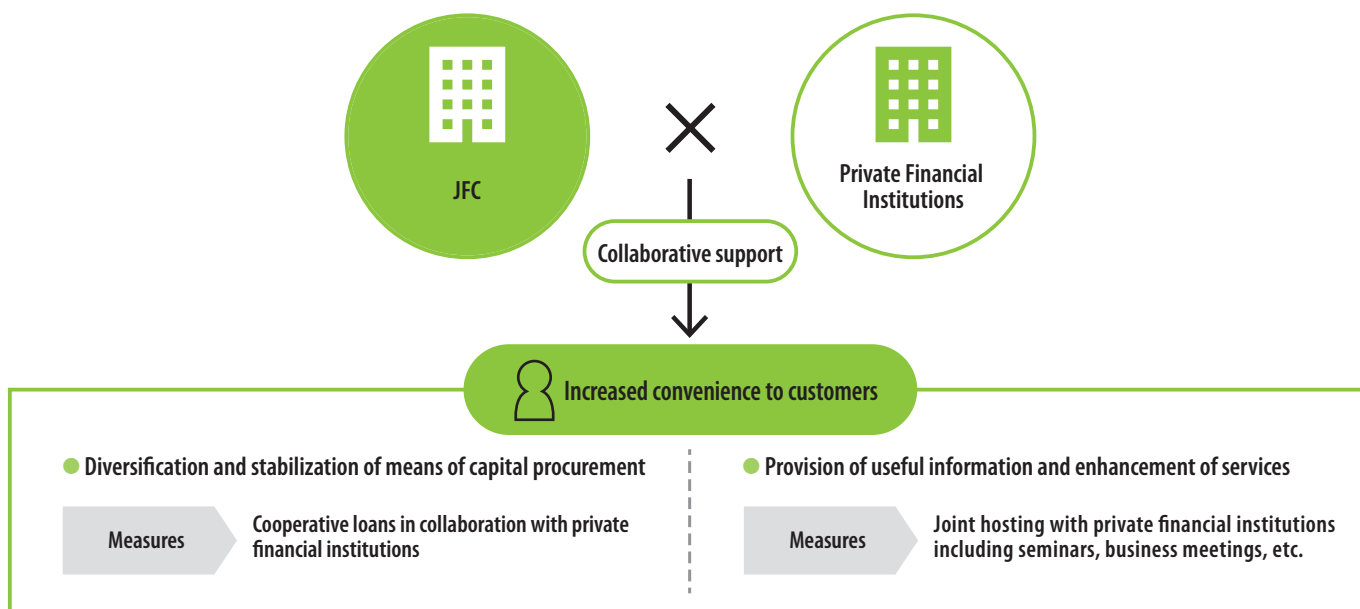 JFC
Private Financial
Institutions
Collaborative support
Increased convenience to customers
Diversification and stabilization of means of capital procurement
Measures
Cooperative loans in collaboration with private
financial institutions
Provision of useful information and enhancement of services
Measures
Joint hosting with private financial institutions
including seminars, business meetings, etc.